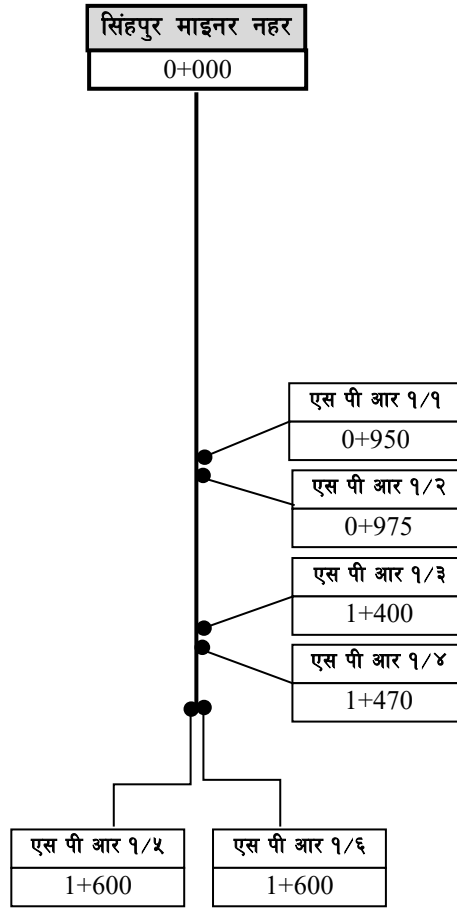 सिंहपुर माइनर नहर
0+000
एस पी आर १/१
0+950
एस पी आर १/२
0+975
एस पी आर १/३
1+400
एस पी आर १/४
1+470
एस पी आर १/५
1+600
एस पी आर १/६
1+600